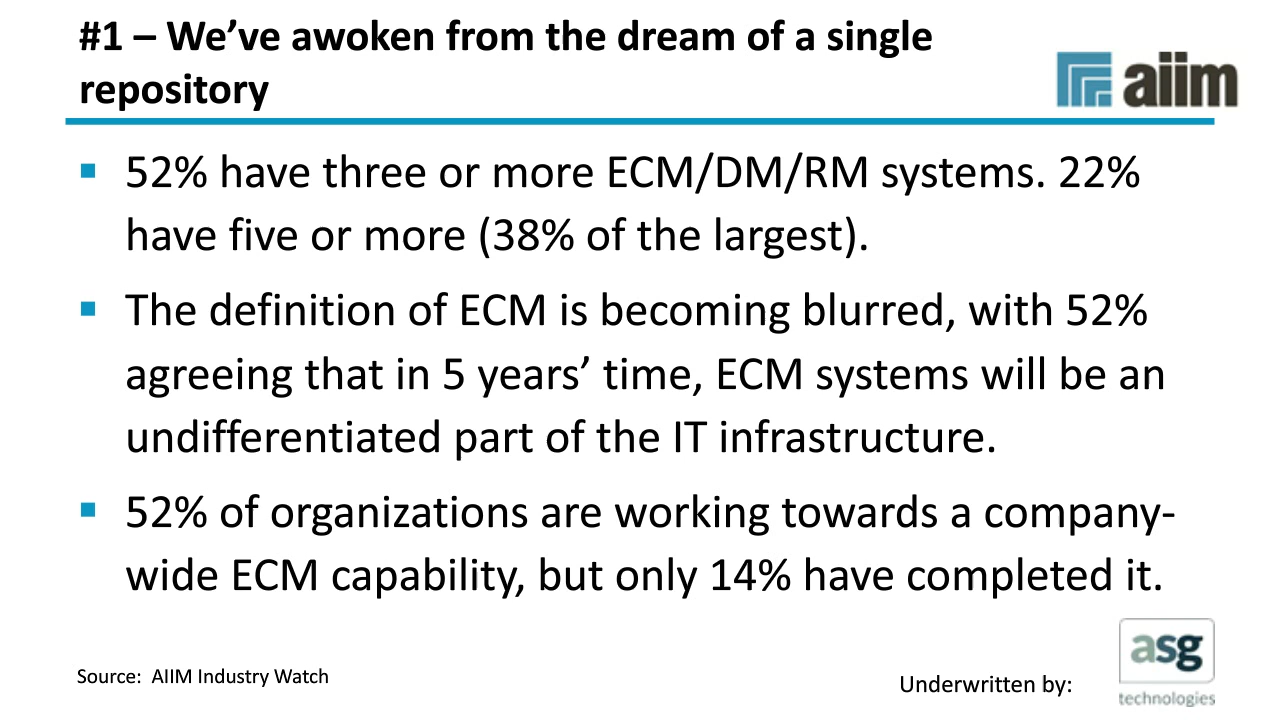 #1 – We’ve awoken from the dream of a single
repository
aiim
52% have three or more ECM/DM/RM systems. 22%
have five or more (38% of the largest).
The definition of ECM is becoming blurred, with 52%
agreeing that in 5 years’ time, ECM systems will be an
undifferentiated part of the IT infrastructure.
52% of organizations are working towards a company-
wide ECM capability, but only 14% have completed it.
Source: AIIM Industry Watch
Underwritten by:
asg
technologies